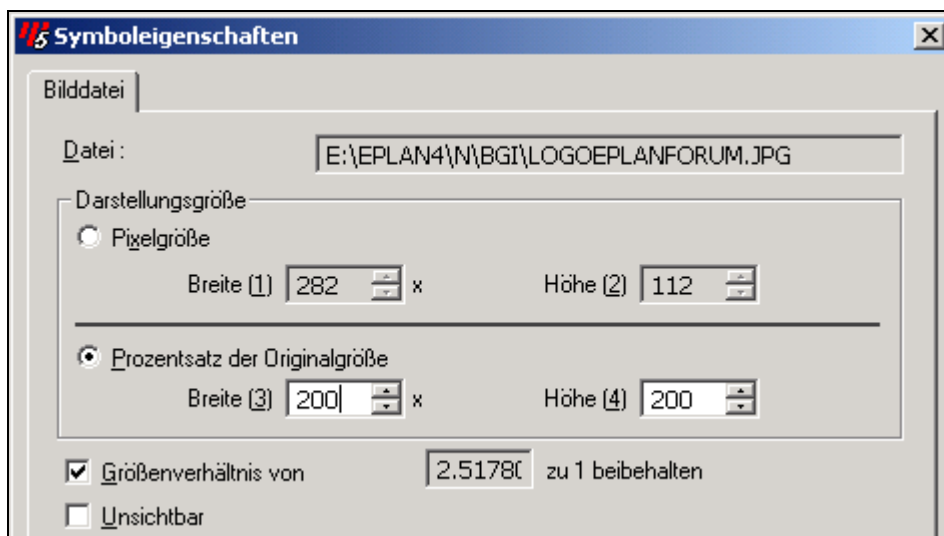 Symboleigenschaften
Bilddatei
Datei : E:\EPLAN4\N\BGI\LOGOEPLANFORUM.JPG
Darstellungsgröße
Pixelgröße
Breite (1) 282 x Höhe (2) 112
Prozentsatz der Originalgröße
Breite (3) 200 x Höhe (4) 200
Größenverhältnis von 2.5178 zu 1 beibehalten
Unsichtbar